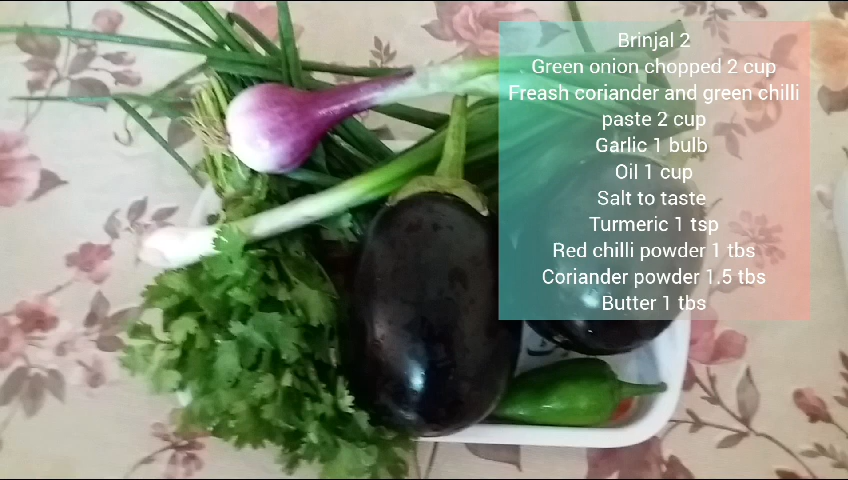 Brinjal 2
Green onion chopped 2 cup
Freash coriander and green chilli
paste 2 cup
Garlic 1 bulb
Oil 1 cup
Salt to taste
Turmeric 1 tsp
Red chilli powder 1 tbs
Coriander powder 1.5 tbs
Butter 1 tbs